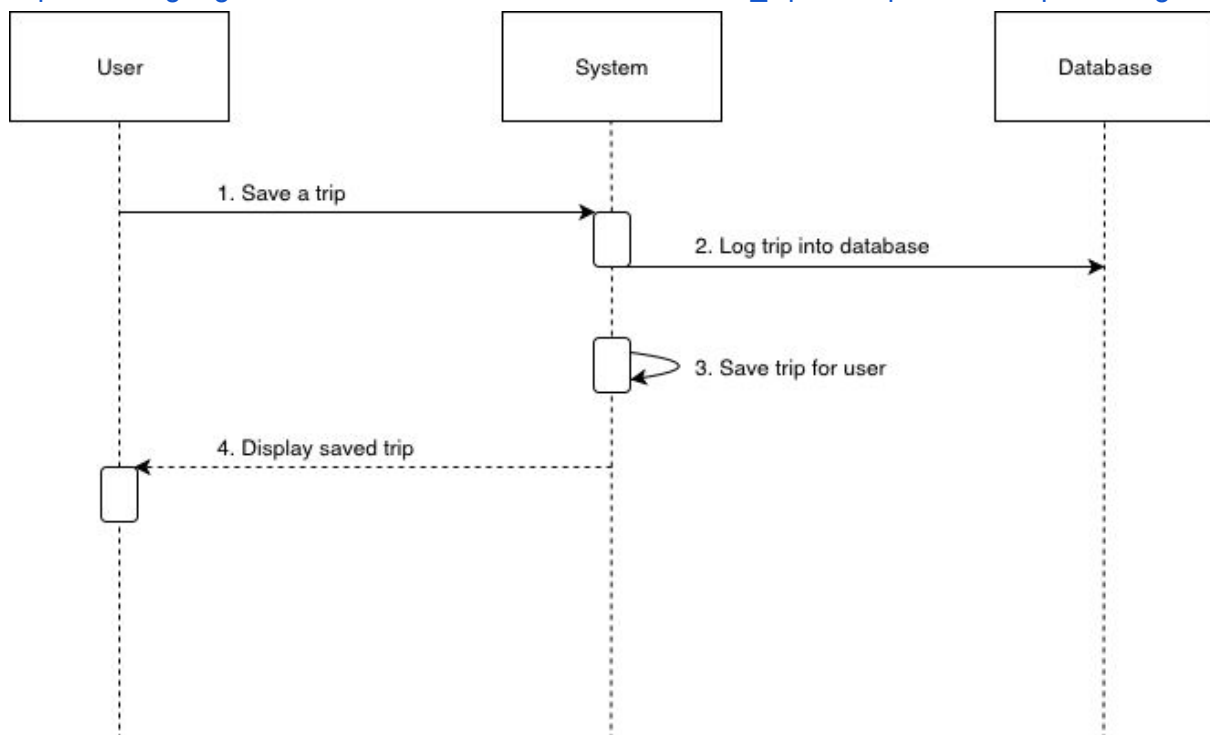 User
System
Database
1. Save a trip
2. Log trip into database
3. Save trip for user
4. Display saved trip